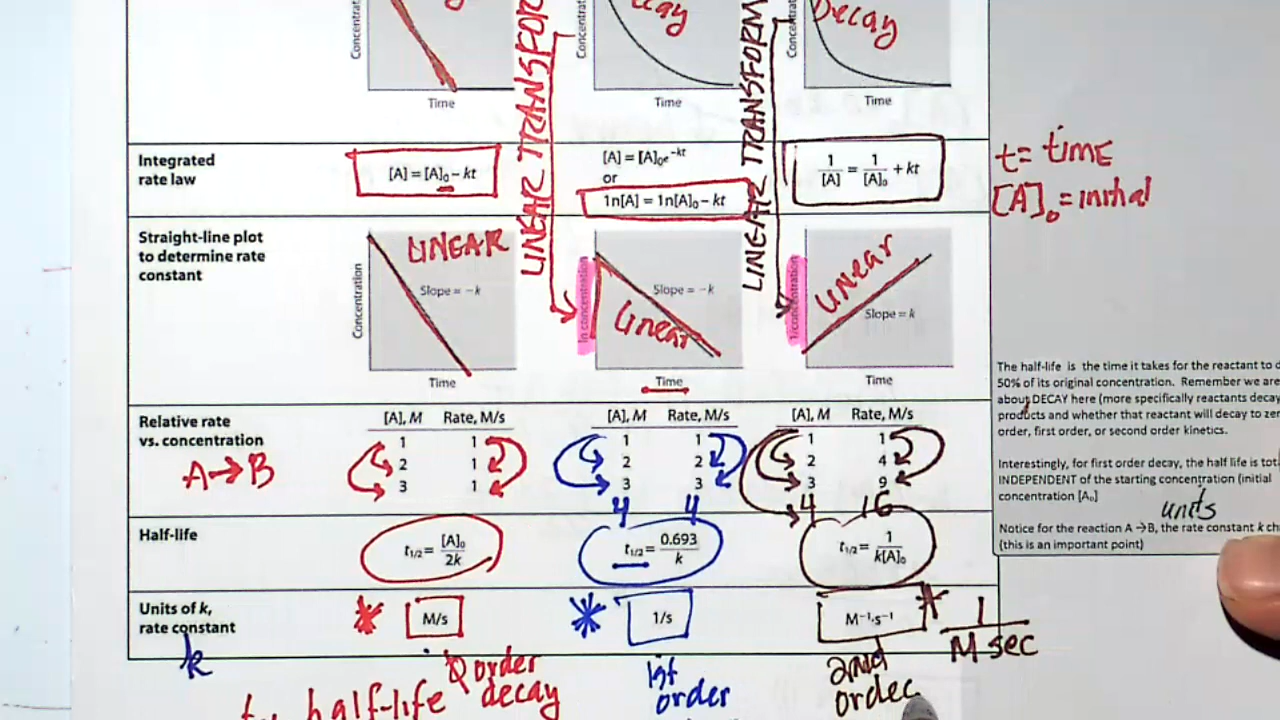 Concentrat
Concentrat
Concentrat
ecay
Decay
Time
Time
Time
LINEAR TRANSFOR
LINEAR TRANSFORM
Integrated
rate law
[A] = [A]₀ – kt
[A] = [A]₀e⁻ᵏᵗ
or
1n[A] = 1n[A]₀ – kt
1/[A] = 1/[A]₀ + kt
t = time
[A]₀ = initial
Straight-line plot
to determine rate
constant
Concentration
LINEAR
Slope = –k
Time
ln concentration
Slope = –k
Linear
Time
1/concentration
Linear
Slope = k
Time
The half-life is the time it takes for the reactant to d
50% of its original concentration. Remember we are
about DECAY here (more specifically reactants decay
products and whether that reactant will decay to ze
order, first order, or second order kinetics.
Interestingly, for first order decay, the half life is tot
INDEPENDENT of the starting concentration (initial
concentration [A₀]
units
Notice for the reaction A →B, the rate constant k ch
(this is an important point)
Relative rate
vs. concentration
A→B
[A], M Rate, M/s
1 1
2 1
3 1
[A], M Rate, M/s
1 1
2 2
3 3
4 4
[A], M Rate, M/s
1 1
2 4
3 9
4 16
Half-life
t₁/₂ = [A]₀/2k
t₁/₂ = 0.693/k
t₁/₂ = 1/k[A]₀
Units of k,
rate constant
k
* M/s
* 1/s
M⁻¹·s⁻¹ *
1/M sec
0 order
decay
1st
order
2nd
order
half-life